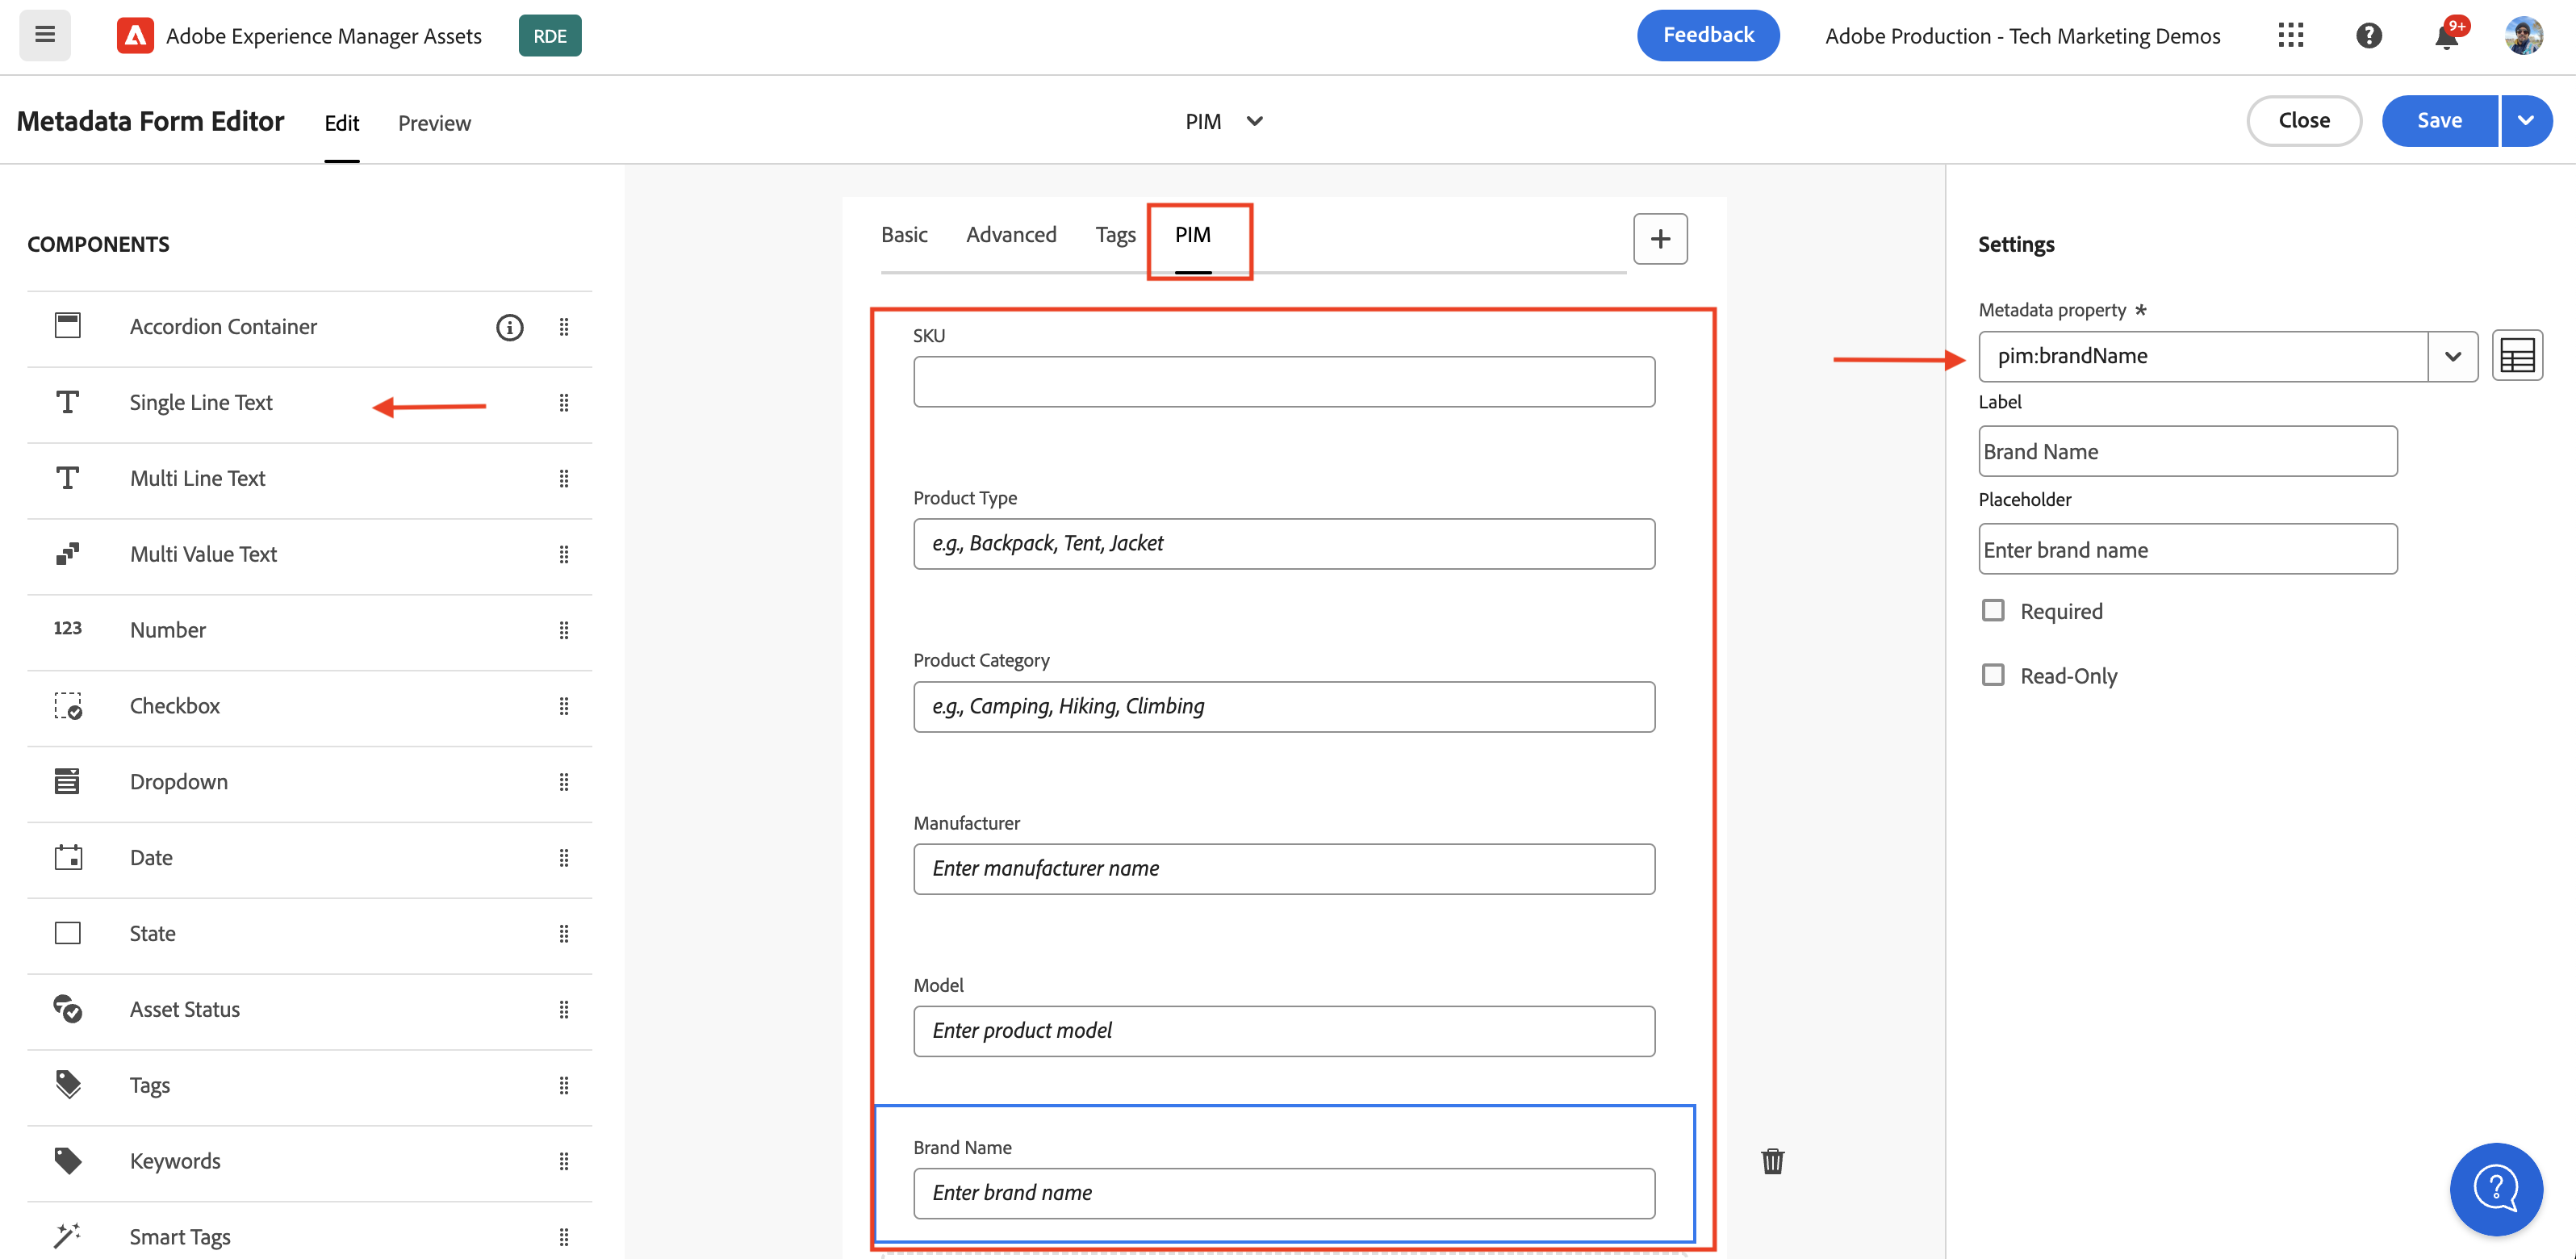 Adobe Experience Manager Assets
RDE
Feedback
Adobe Production - Tech Marketing Demos
9+
Metadata Form Editor
Edit
Preview
PIM
Close
Save
COMPONENTS
Accordion Container
Single Line Text
Multi Line Text
Multi Value Text
123
Number
Checkbox
Dropdown
Date
State
Asset Status
Tags
Keywords
Smart Tags
Basic
Advanced
Tags
PIM
SKU
Product Type
e.g., Backpack, Tent, Jacket
Product Category
e.g., Camping, Hiking, Climbing
Manufacturer
Enter manufacturer name
Model
Enter product model
Brand Name
Enter brand name
Settings
Metadata property *
pim:brandName
Label
Brand Name
Placeholder
Enter brand name
Required
Read-Only